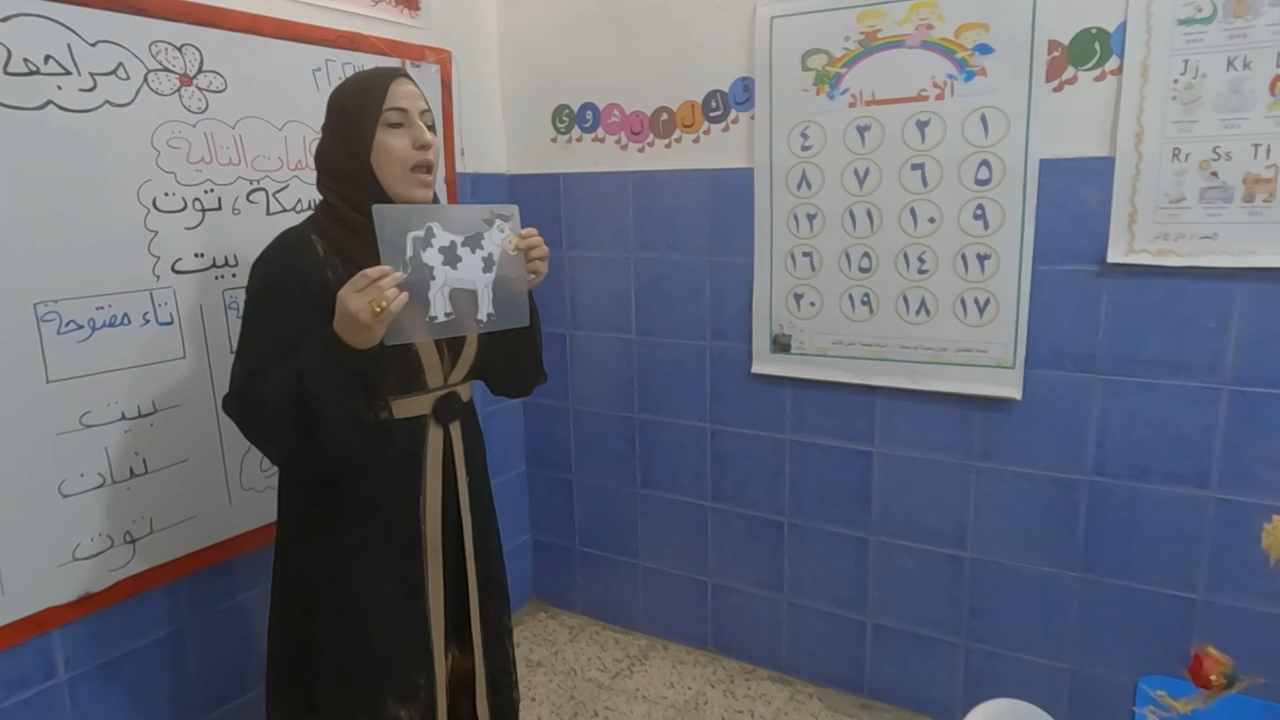 مراجعة
كلمات التالية
سمكة، توت
بيت
تاء مفتوحة
بيت
نبات
توت
ق ك ل م ن ه و ي
الأعداد
١ ٢ ٣ ٤
٥ ٦ ٧ ٨
٩ ١٠ ١١ ١٢
١٣ ١٤ ١٥ ١٦
١٧ ١٨ ١٩ ٢٠
ز
Jj Kk
Rr Ss Tt